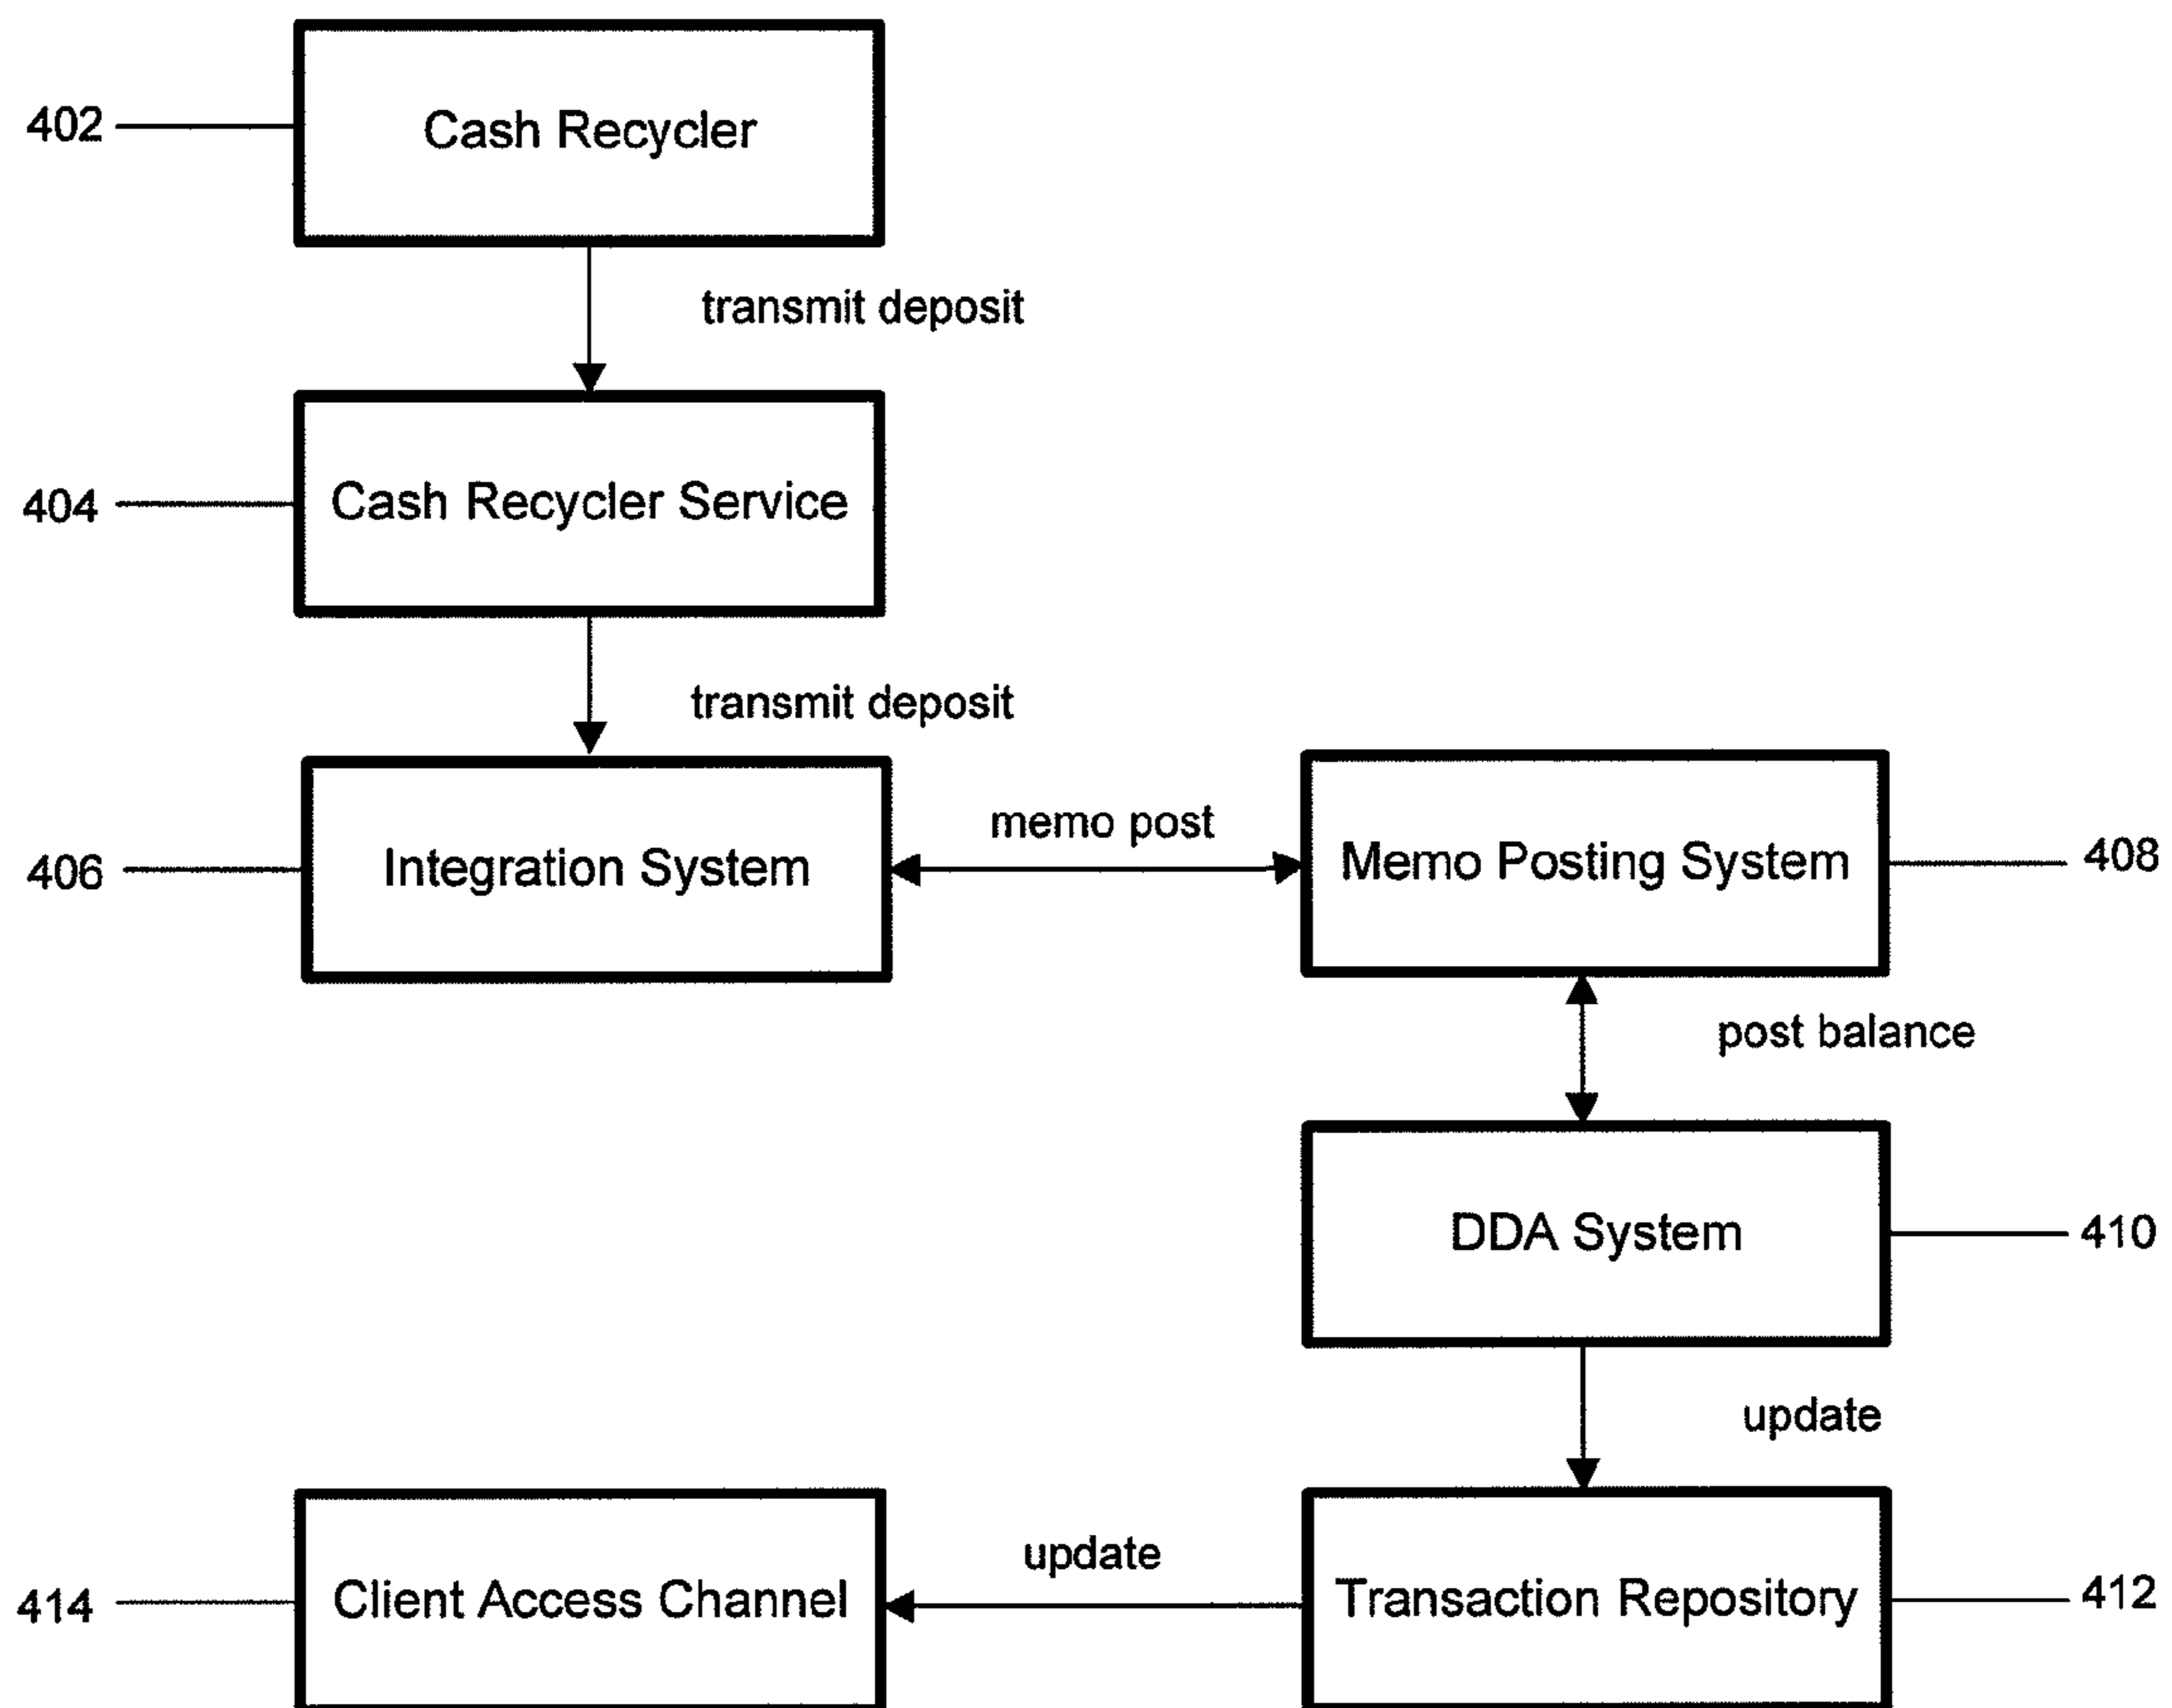 402
Cash Recycler
transmit deposit
404
Cash Recycler Service
transmit deposit
406
Integration System
memo post
Memo Posting System
408
post balance
DDA System
410
update
414
Client Access Channel
update
Transaction Repository
412